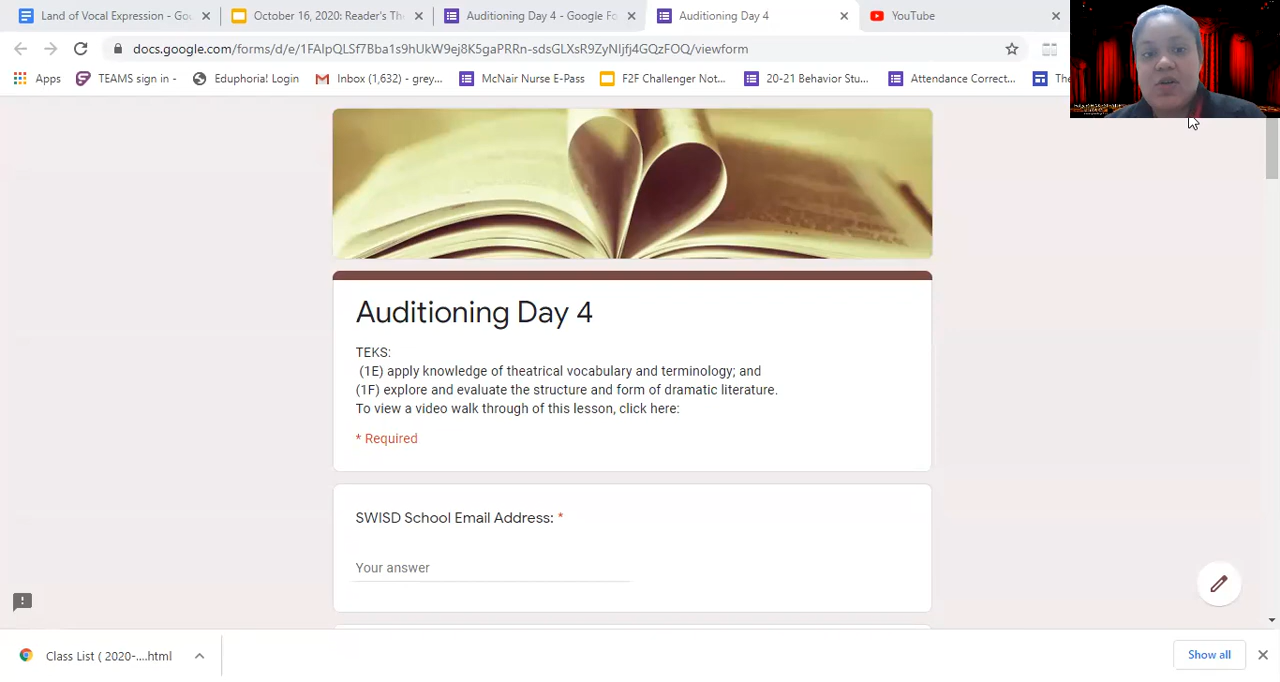 Land of Vocal Expression - Go
October 16, 2020: Reader's Th
Auditioning Day 4 - Google Fo
Auditioning Day 4
YouTube
docs.google.com/forms/d/e/1FAIpQLSf7Bba1s9hUkW9ej8K5gaPRRn-sdsGLXsR9ZyNIjfj4GQzFOQ/viewform
Apps
TEAMS sign in -
Eduphoria! Login
Inbox (1,632) - grey...
McNair Nurse E-Pass
F2F Challenger Not...
20-21 Behavior Stu...
Attendance Correct...
The
Auditioning Day 4
TEKS:
(1E) apply knowledge of theatrical vocabulary and terminology; and
(1F) explore and evaluate the structure and form of dramatic literature.
To view a video walk through of this lesson, click here:
* Required
SWISD School Email Address: *
Your answer
Class List ( 2020-....html
Show all